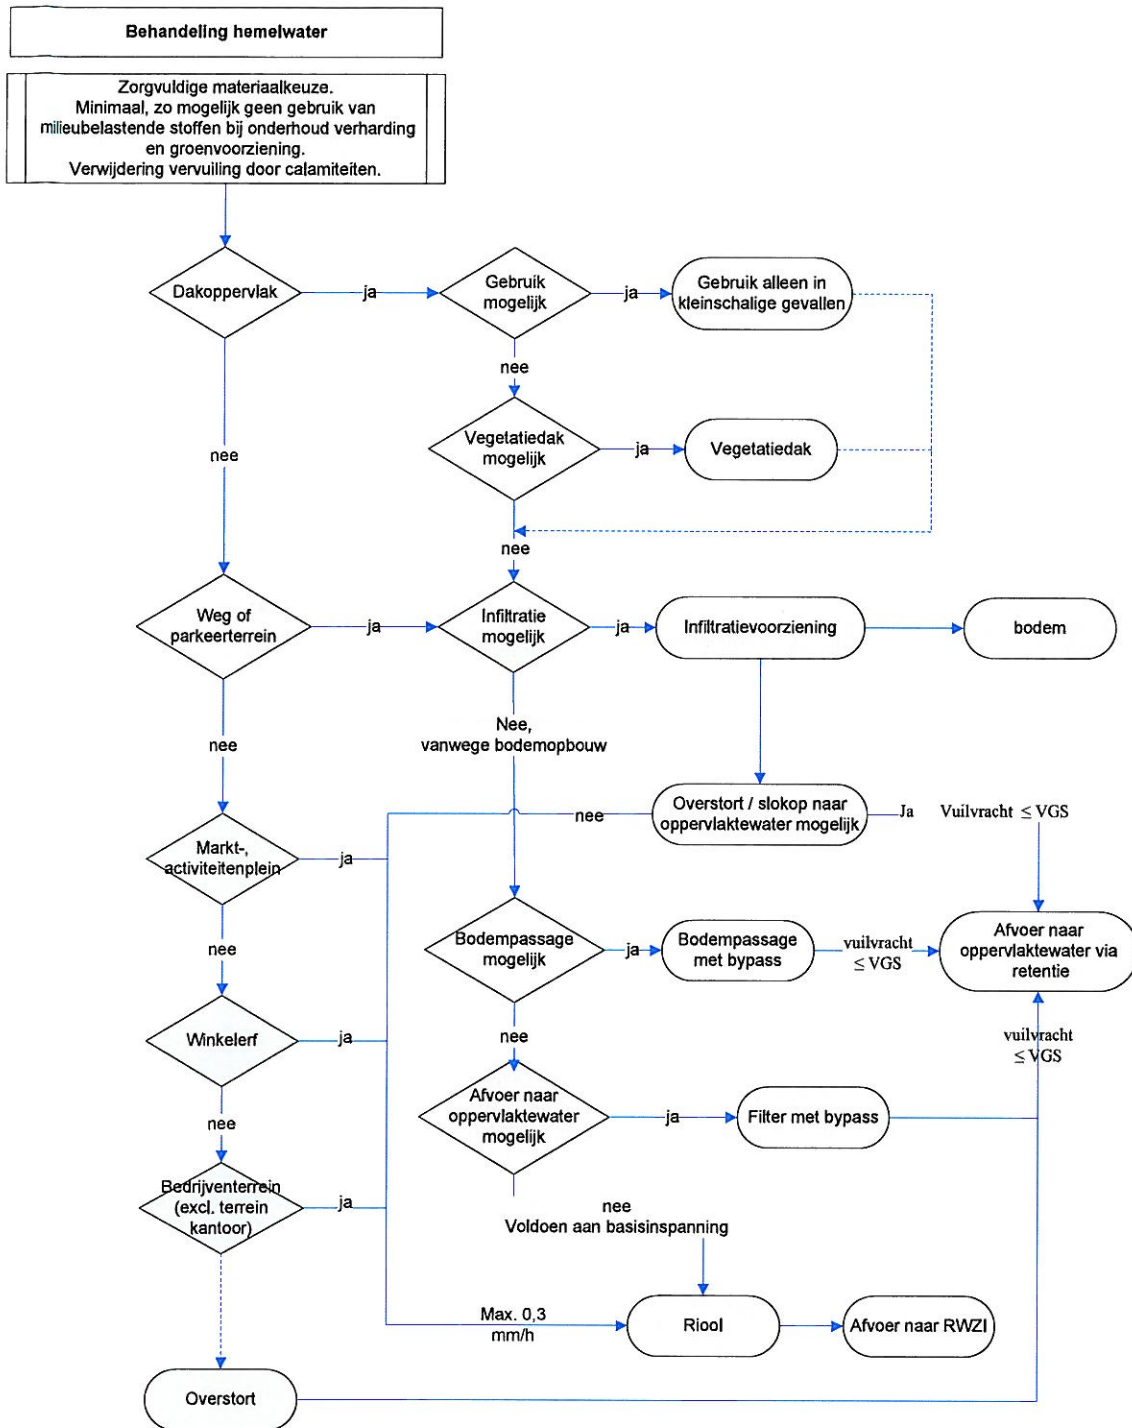 Behandeling hemelwater
Zorgvuldige materiaalkeuze.
Minimaal, zo mogelijk geen gebruik van
milieubelastende stoffen bij onderhoud verharding
en groenvoorziening.
Verwijdering vervuiling door calamiteiten.
Dakoppervlak
ja
Gebruik
mogelijk
ja
Gebruik alleen in
kleinschalige gevallen
nee
nee
Vegetatiedak
mogelijk
ja
Vegetatiedak
nee
Weg of
parkeerterrein
ja
Infiltratie
mogelijk
ja
Infiltratievoorziening
bodem
nee
Nee,
vanwege bodemopbouw
nee
Overstort / slokop naar
oppervlaktewater mogelijk
Ja
Vuilvracht ≤ VGS
Markt-,
activiteitenplein
ja
nee
Bodempassage
mogelijk
ja
Bodempassage
met bypass
vuilvracht
≤ VGS
Afvoer naar
oppervlaktewater via
retentie
Winkelerf
ja
nee
vuilvracht
≤ VGS
nee
Afvoer naar
oppervlaktewater
mogelijk
ja
Filter met bypass
Bedrijventerrein
(excl. terrein
kantoor)
ja
nee
Voldoen aan basisinspanning
Max. 0,3
mm/h
Riool
Afvoer naar RWZI
Overstort